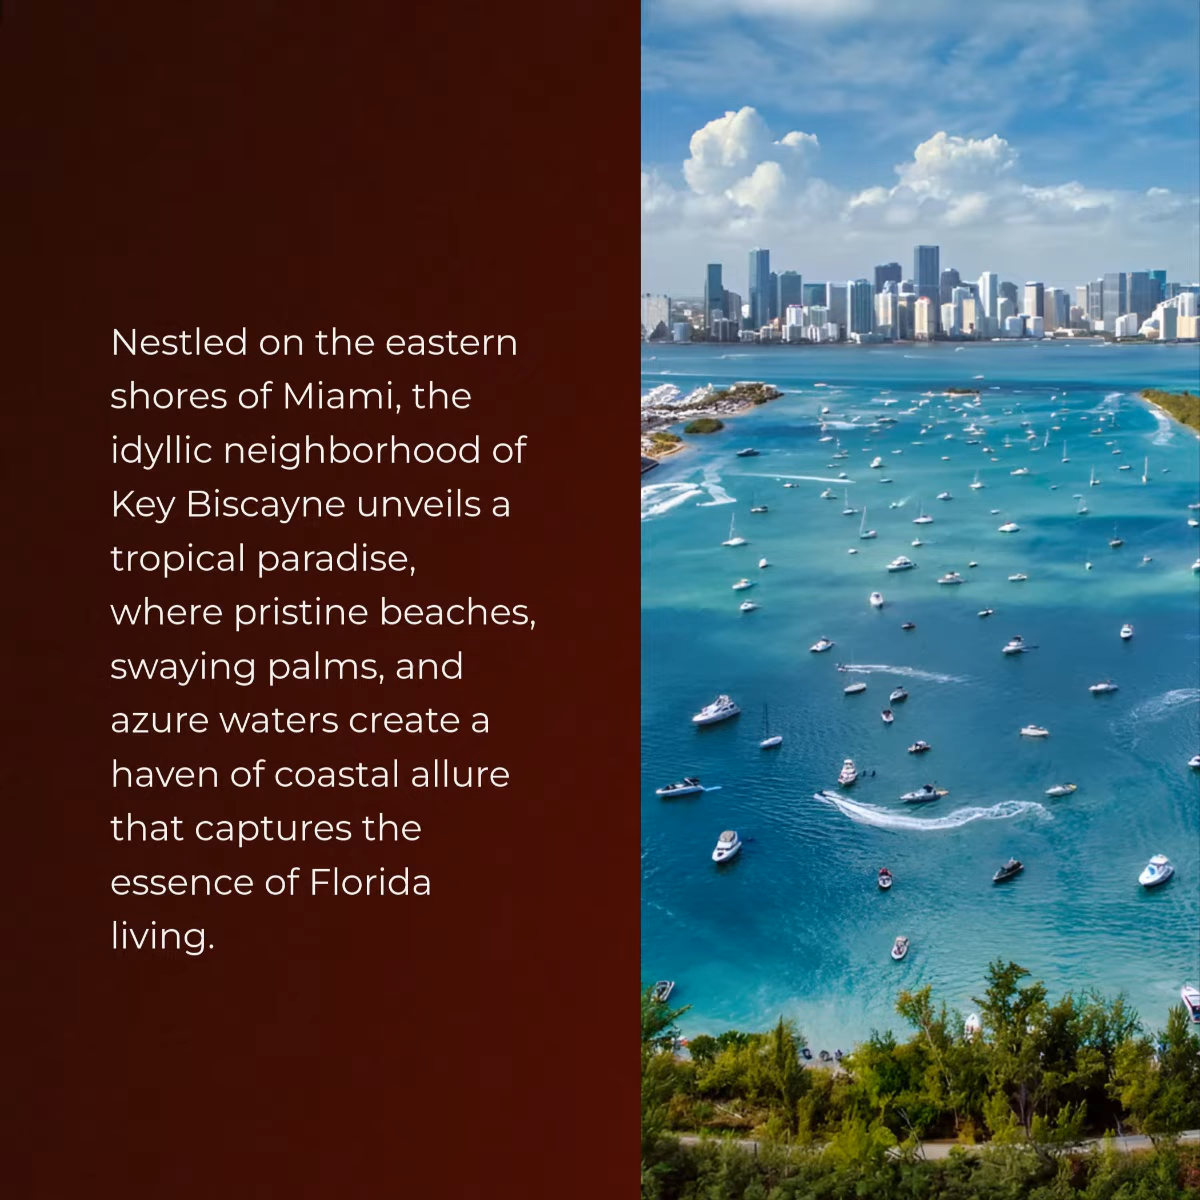 Nestled on the eastern
shores of Miami, the
idyllic neighborhood of
Key Biscayne unveils a
tropical paradise,
where pristine beaches,
swaying palms, and
azure waters create a
haven of coastal allure
that captures the
essence of Florida
living.